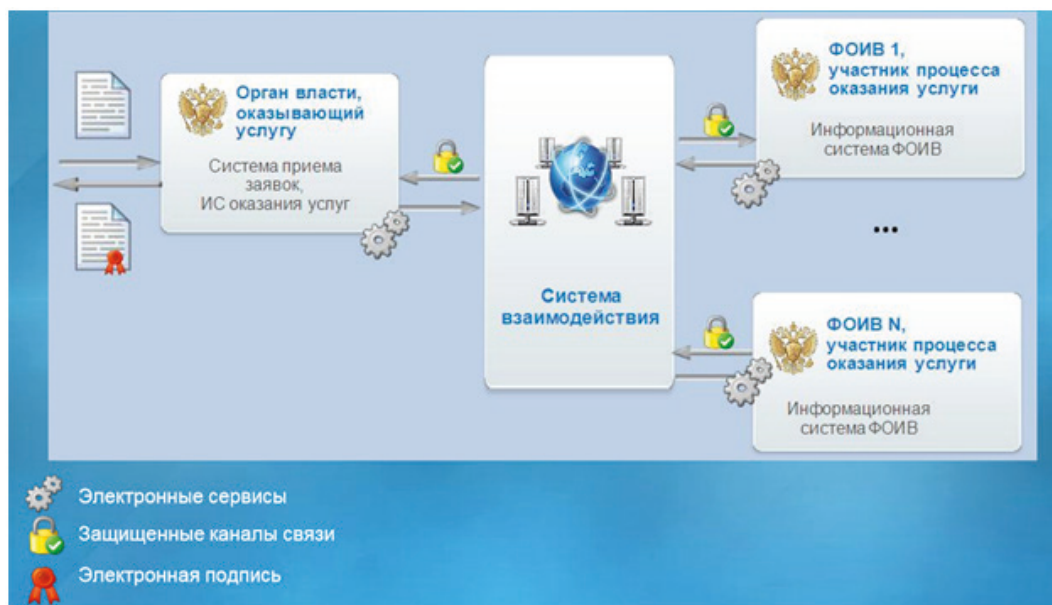 Орган власти,
оказывающий
услугу
Система приема
заявок,
ИС оказания услуг
Система
взаимодействия
ФОИВ 1,
участник процесса
оказания услуги
Информационная
система ФОИВ
...
ФОИВ N,
участник процесса
оказания услуги
Информационная
система ФОИВ
Электронные сервисы
Защищенные каналы связи
Электронная подпись